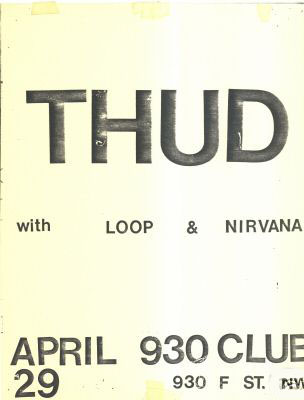 THUD
with LOOP & NIRVANA
APRIL 930 CLUB
29 930 F ST. NW